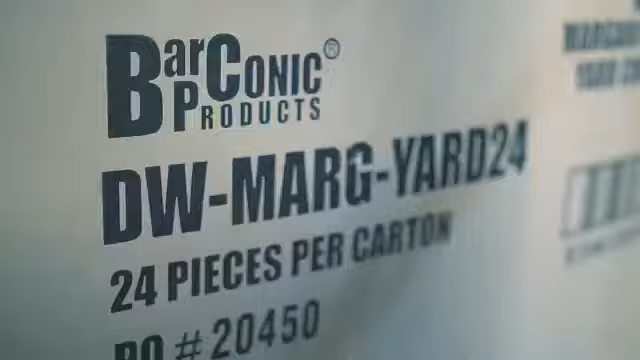 BarConic®
Products
DW-MARG-YARD24
24 PIECES PER CARTON
PO # 20450